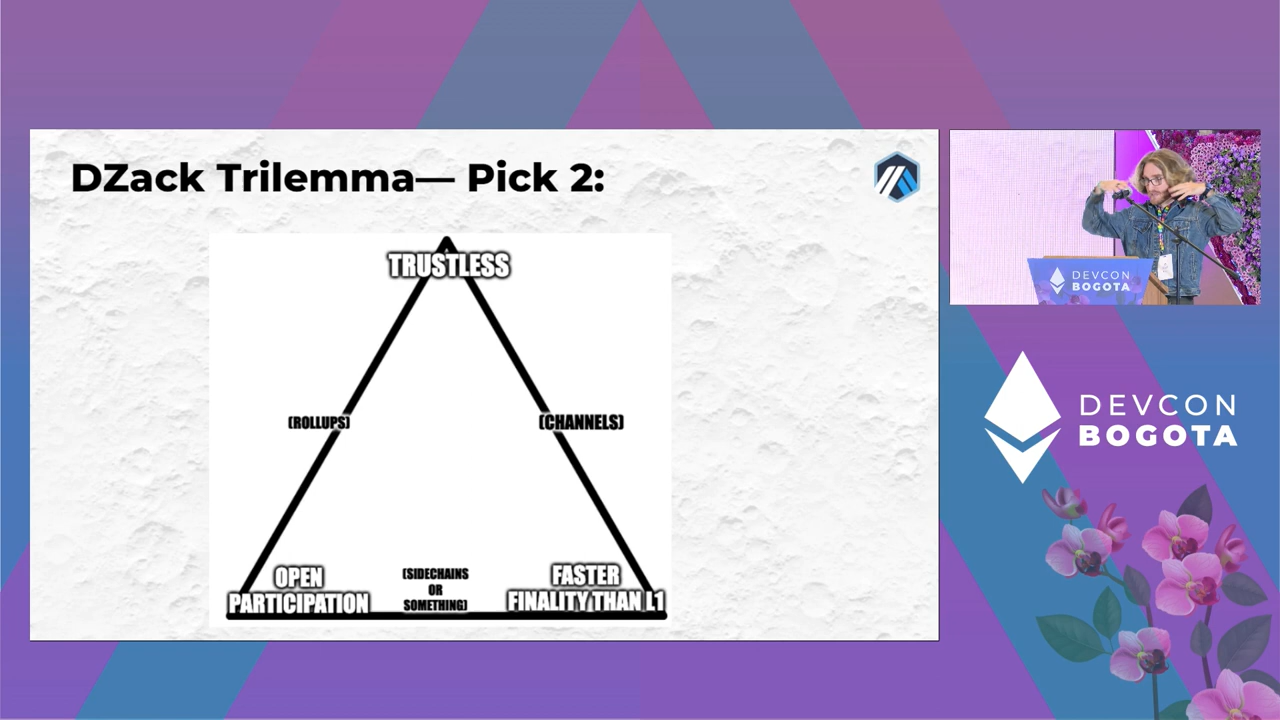 DZack Trilemma— Pick 2:
TRUSTLESS
(ROLLUPS)
(CHANNELS)
OPEN
PARTICIPATION
(SIDECHAINS
OR
SOMETHING)
FASTER
FINALITY THAN L1
DEVCON
BOGOTA
DEVCON
BOGOTA